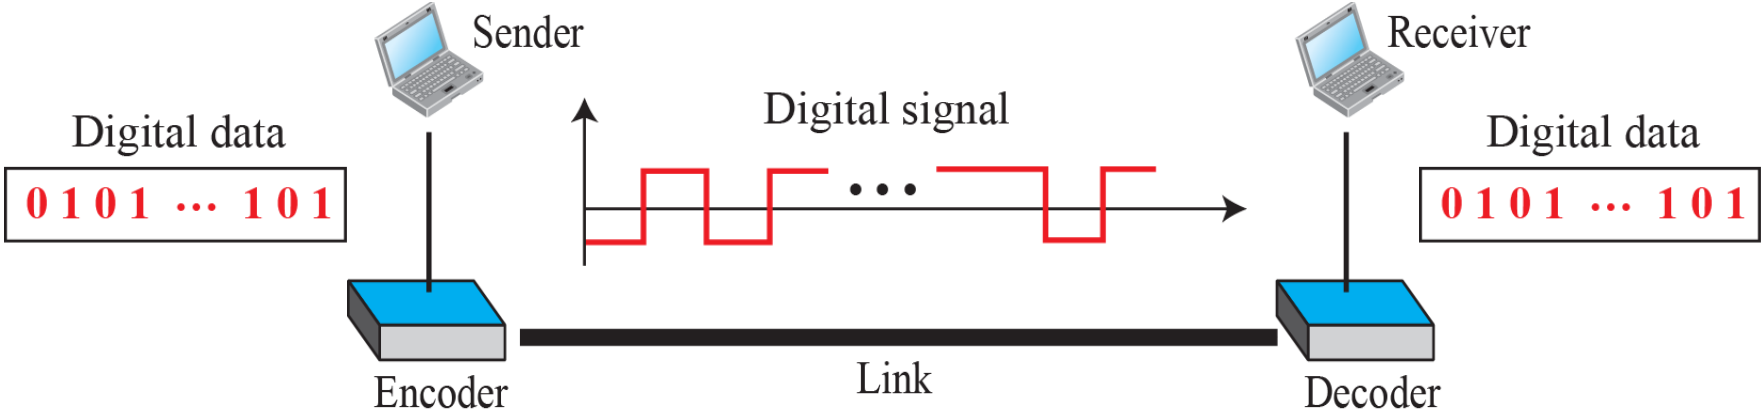 Sender
Receiver
Digital signal
Digital data
0 1 0 1 ... 1 0 1
Digital data
0 1 0 1 ... 1 0 1
Link
Encoder
Decoder